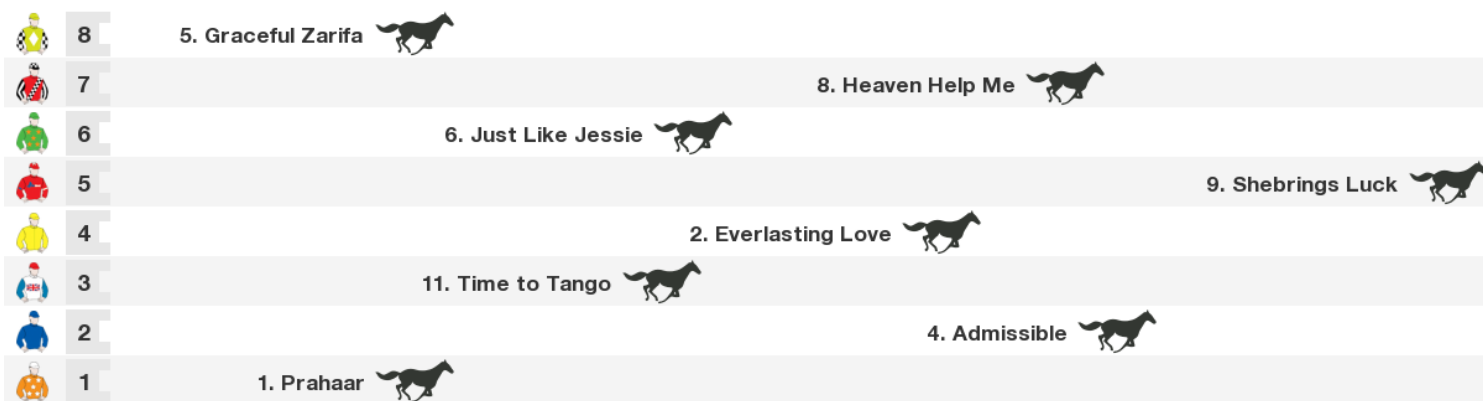 8 5. Graceful Zarifa
7 8. Heaven Help Me
6 6. Just Like Jessie
5 9. Shebrings Luck
4 2. Everlasting Love
3 11. Time to Tango
2 4. Admissible
1 1. Prahaar